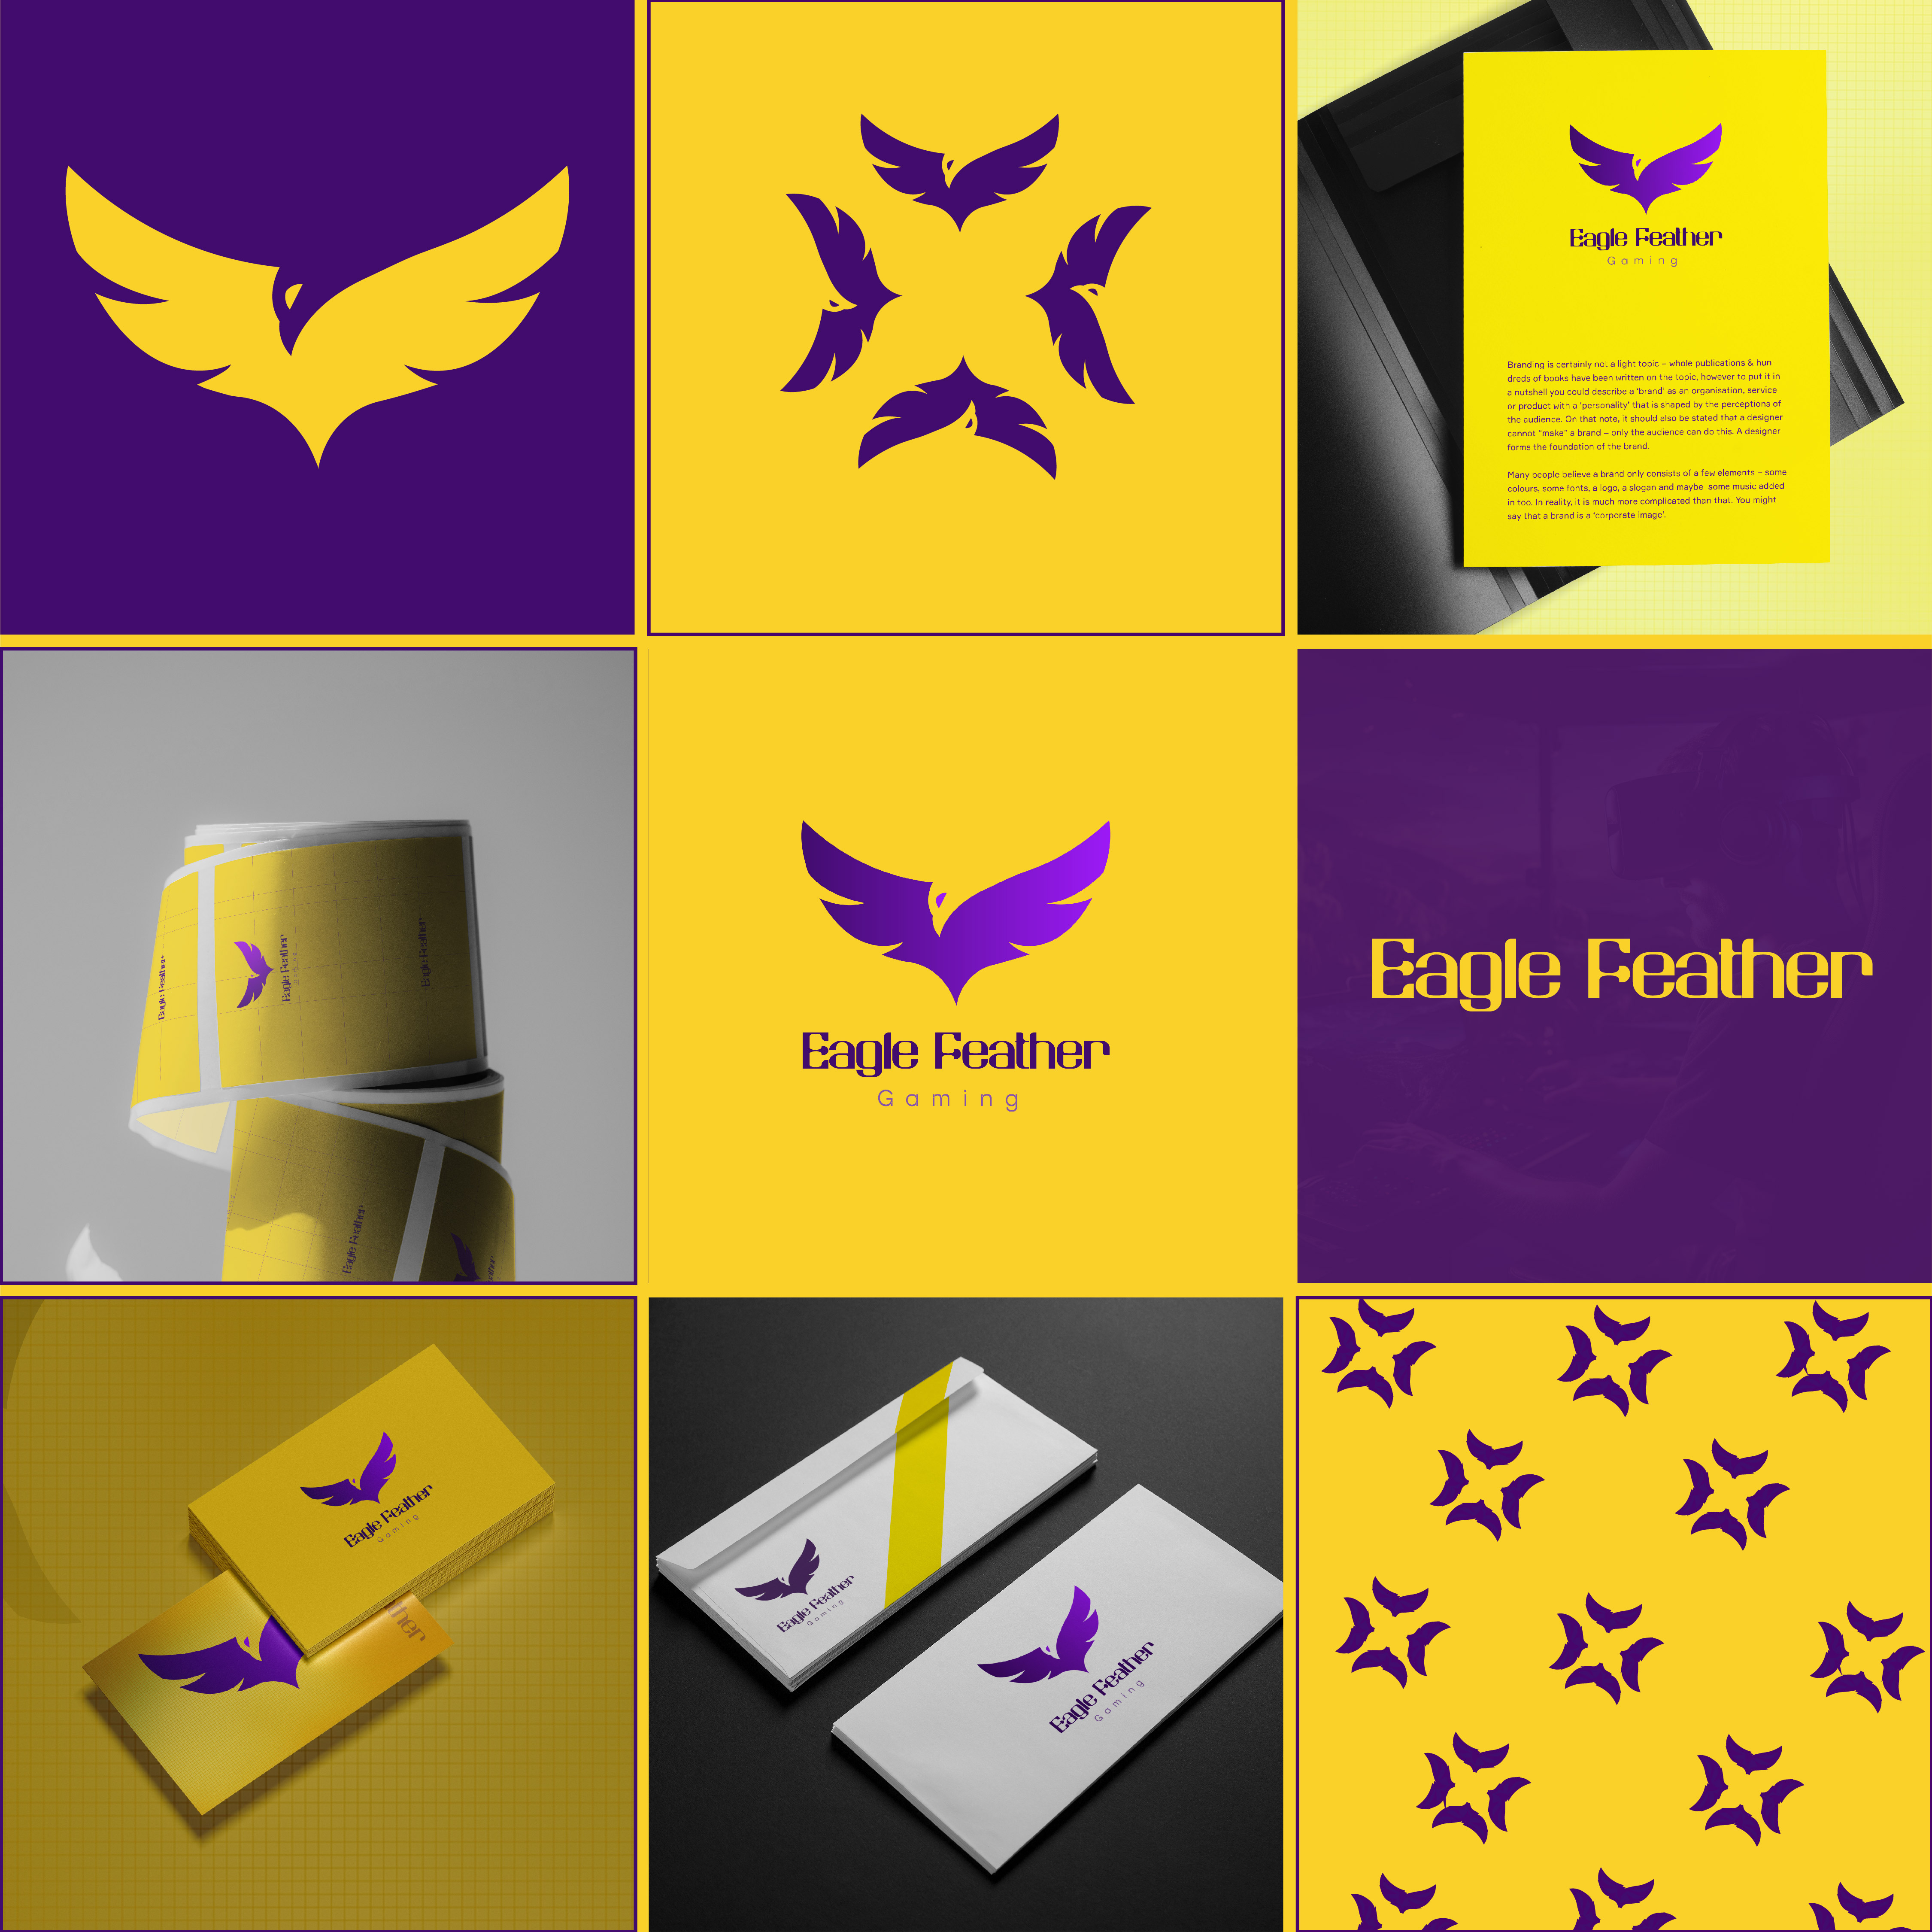 Eagle Feather
Gaming
Branding is certainly not a light topic – whole publications & hun-
dreds of books have been written on the topic, however to put it in
a nutshell you could describe a 'brand' as an organisation, service
or product with a 'personality' that is shaped by the perceptions of
the audience. On that note, it should also be stated that a designer
cannot "make" a brand – only the audience can do this. A designer
forms the foundation of the brand.
Many people believe a brand only consists of a few elements – some
colours, some fonts, a logo, a slogan and maybe some music added
in too. In reality, it is much more complicated than that. You might
say that a brand is a 'corporate image'.
Eagle Feather
Eagle Feather
Gaming
Eagle Feather
Eagle Feather
Eagle Feather
Gaming
Eagle Feather
Eagle Feather
Gaming
ther
Eagle Feather
Gaming
Eagle Feather
Gaming